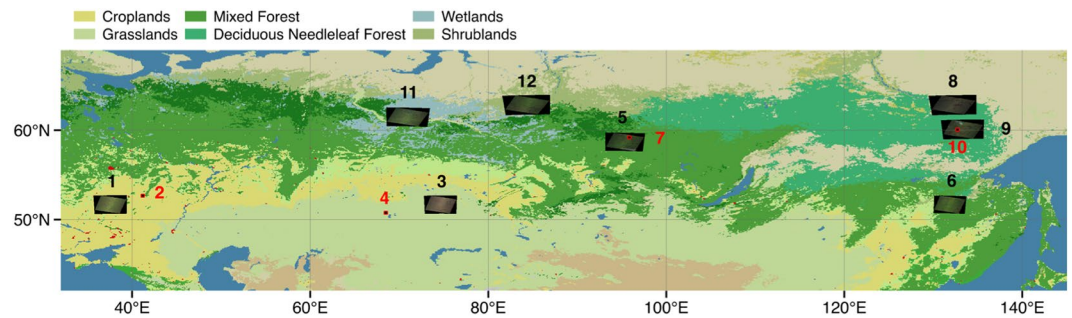 Croplands Mixed Forest Wetlands
Grasslands Deciduous Needleleaf Forest Shrublands
12 8
11
5
60°N 7 9
10
1 2 4 3 6
50°N
40°E 60°E 80°E 100°E 120°E 140°E